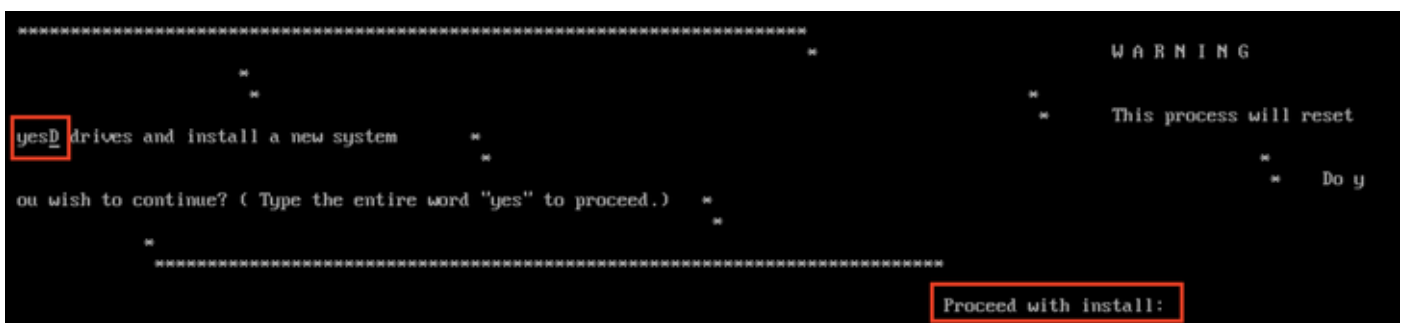 ***************************************************************************
* W A R N I N G
*
* *
* This process will reset
yesD drives and install a new system *
* *
* Do y
ou wish to continue? ( Type the entire word "yes" to proceed.) *
*
*
***************************************************************************
Proceed with install: